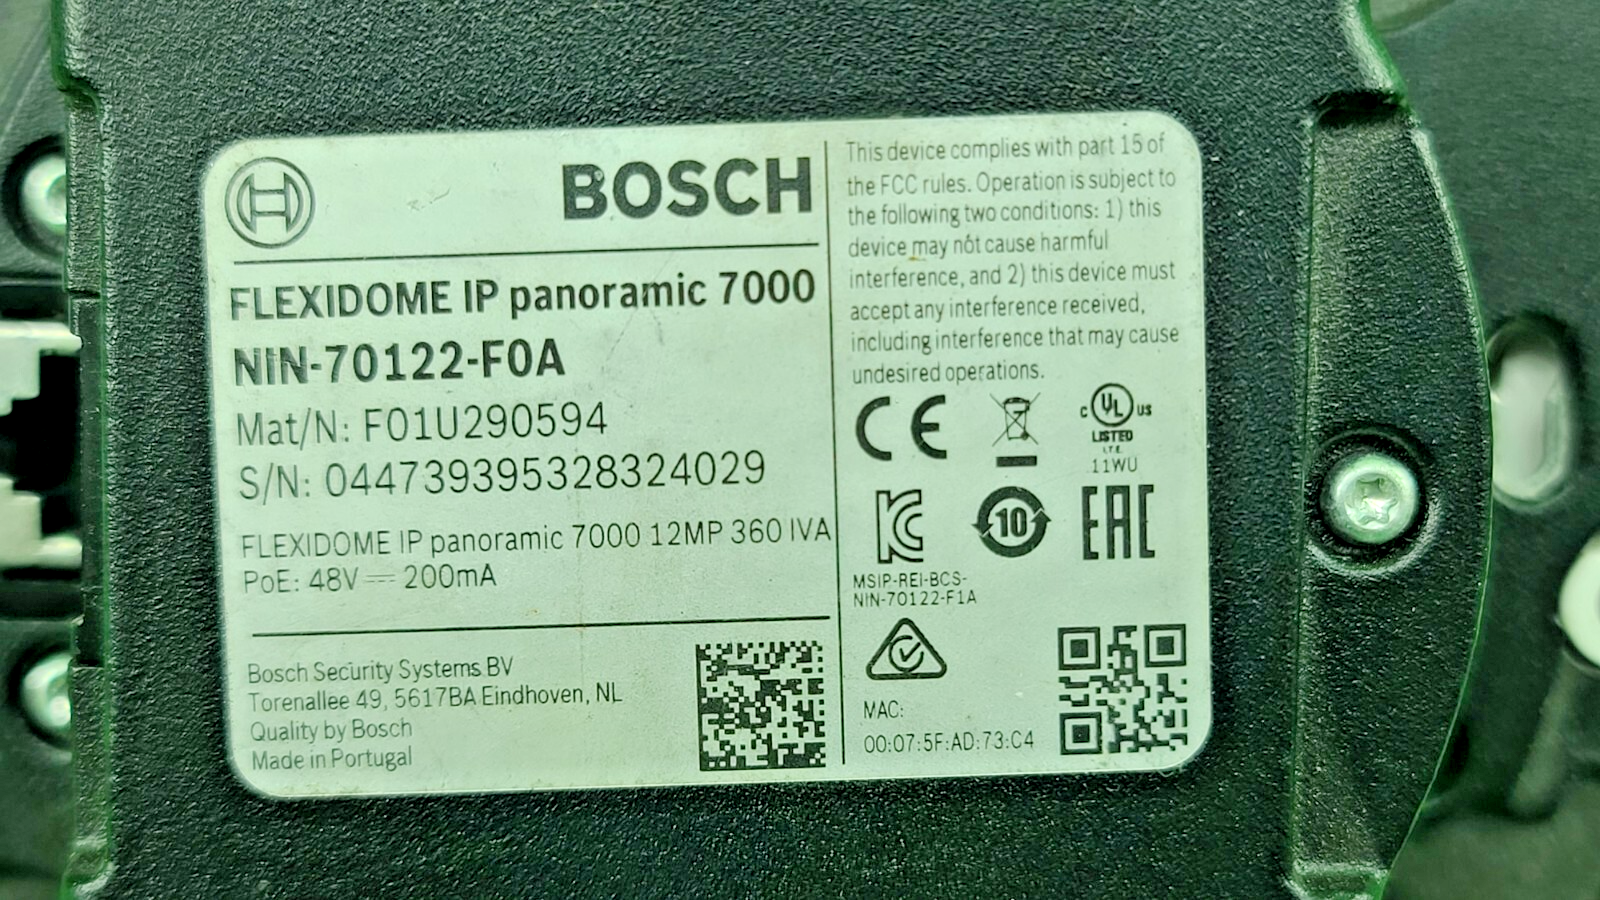 BOSCH
FLEXIDOME IP panoramic 7000
NIN-70122-F0A
Mat/N: F01U290594
S/N: 044739395328324029
FLEXIDOME IP panoramic 7000 12MP 360 IVA
PoE: 48V ⎓ 200mA
Bosch Security Systems BV
Torenallee 49, 5617BA Eindhoven, NL
Quality by Bosch
Made in Portugal
This device complies with part 15 of
the FCC rules. Operation is subject to
the following two conditions: 1) this
device may not cause harmful
interference, and 2) this device must
accept any interference received,
including interference that may cause
undesired operations.
CE
C UL US
LISTED
I.T.E.
11WU
10
EAC
MSIP-REI-BCS-
NIN-70122-F1A
MAC:
00:07:5F:AD:73:C4